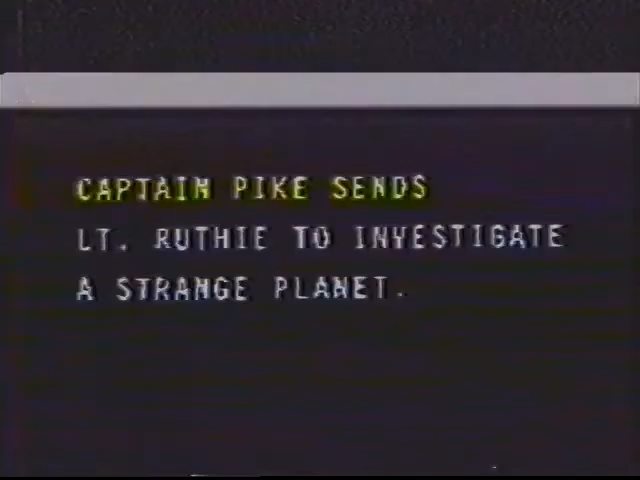 CAPTAIN PIKE SENDS
LT. RUTHIE TO INVESTIGATE
A STRANGE PLANET.